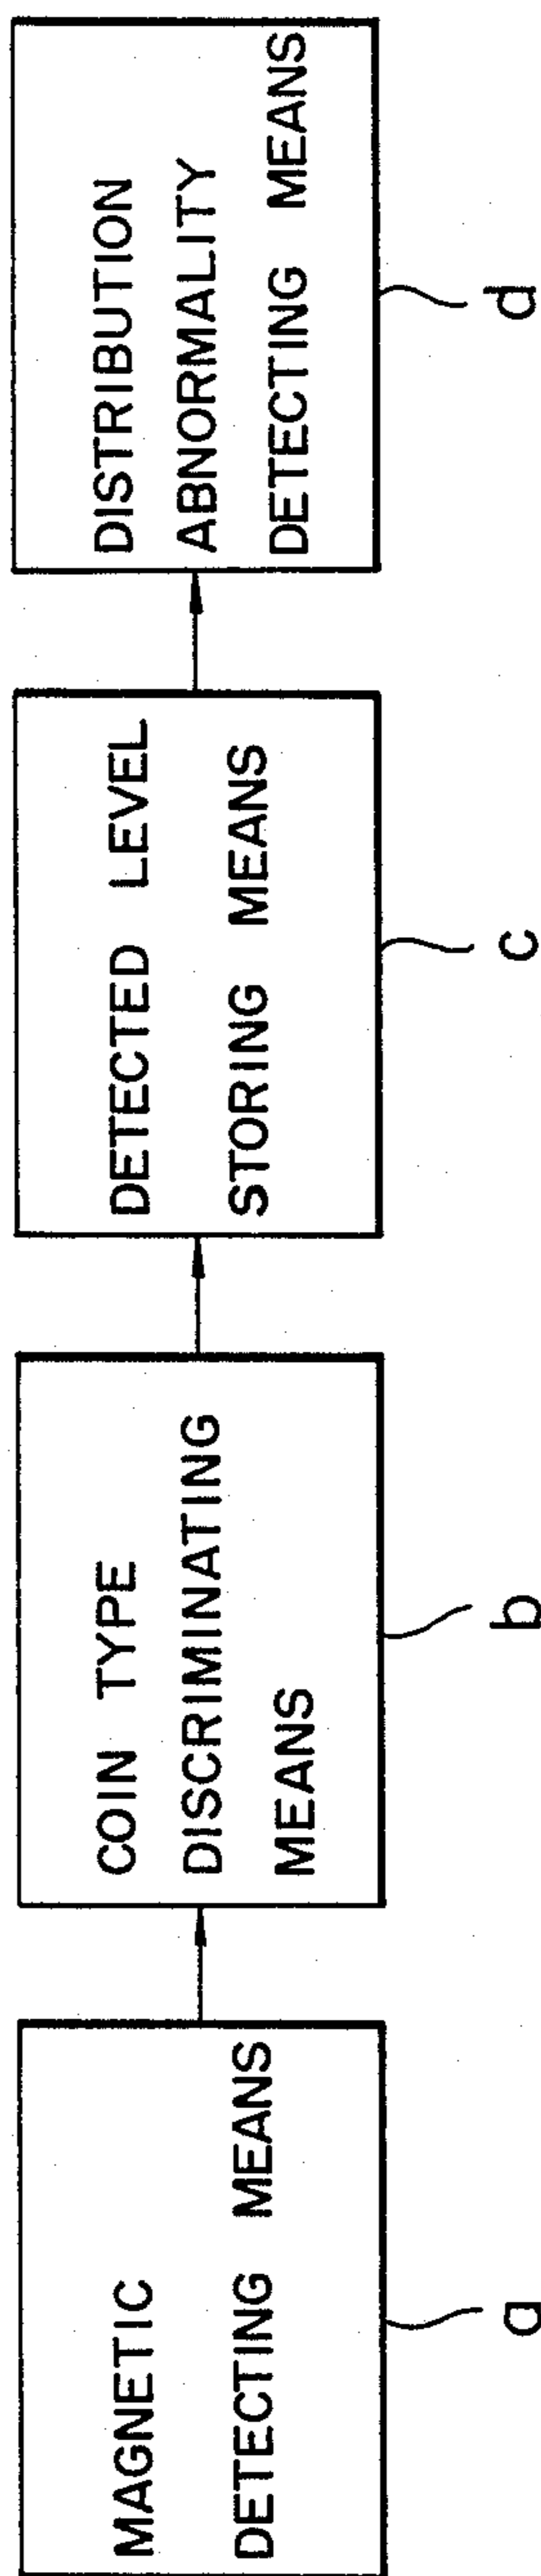 MAGNETIC
DETECTING MEANS
a
COIN TYPE
DISCRIMINATING
MEANS
b
DETECTED LEVEL
STORING MEANS
c
DISTRIBUTION
ABNORMALITY
DETECTING MEANS
d